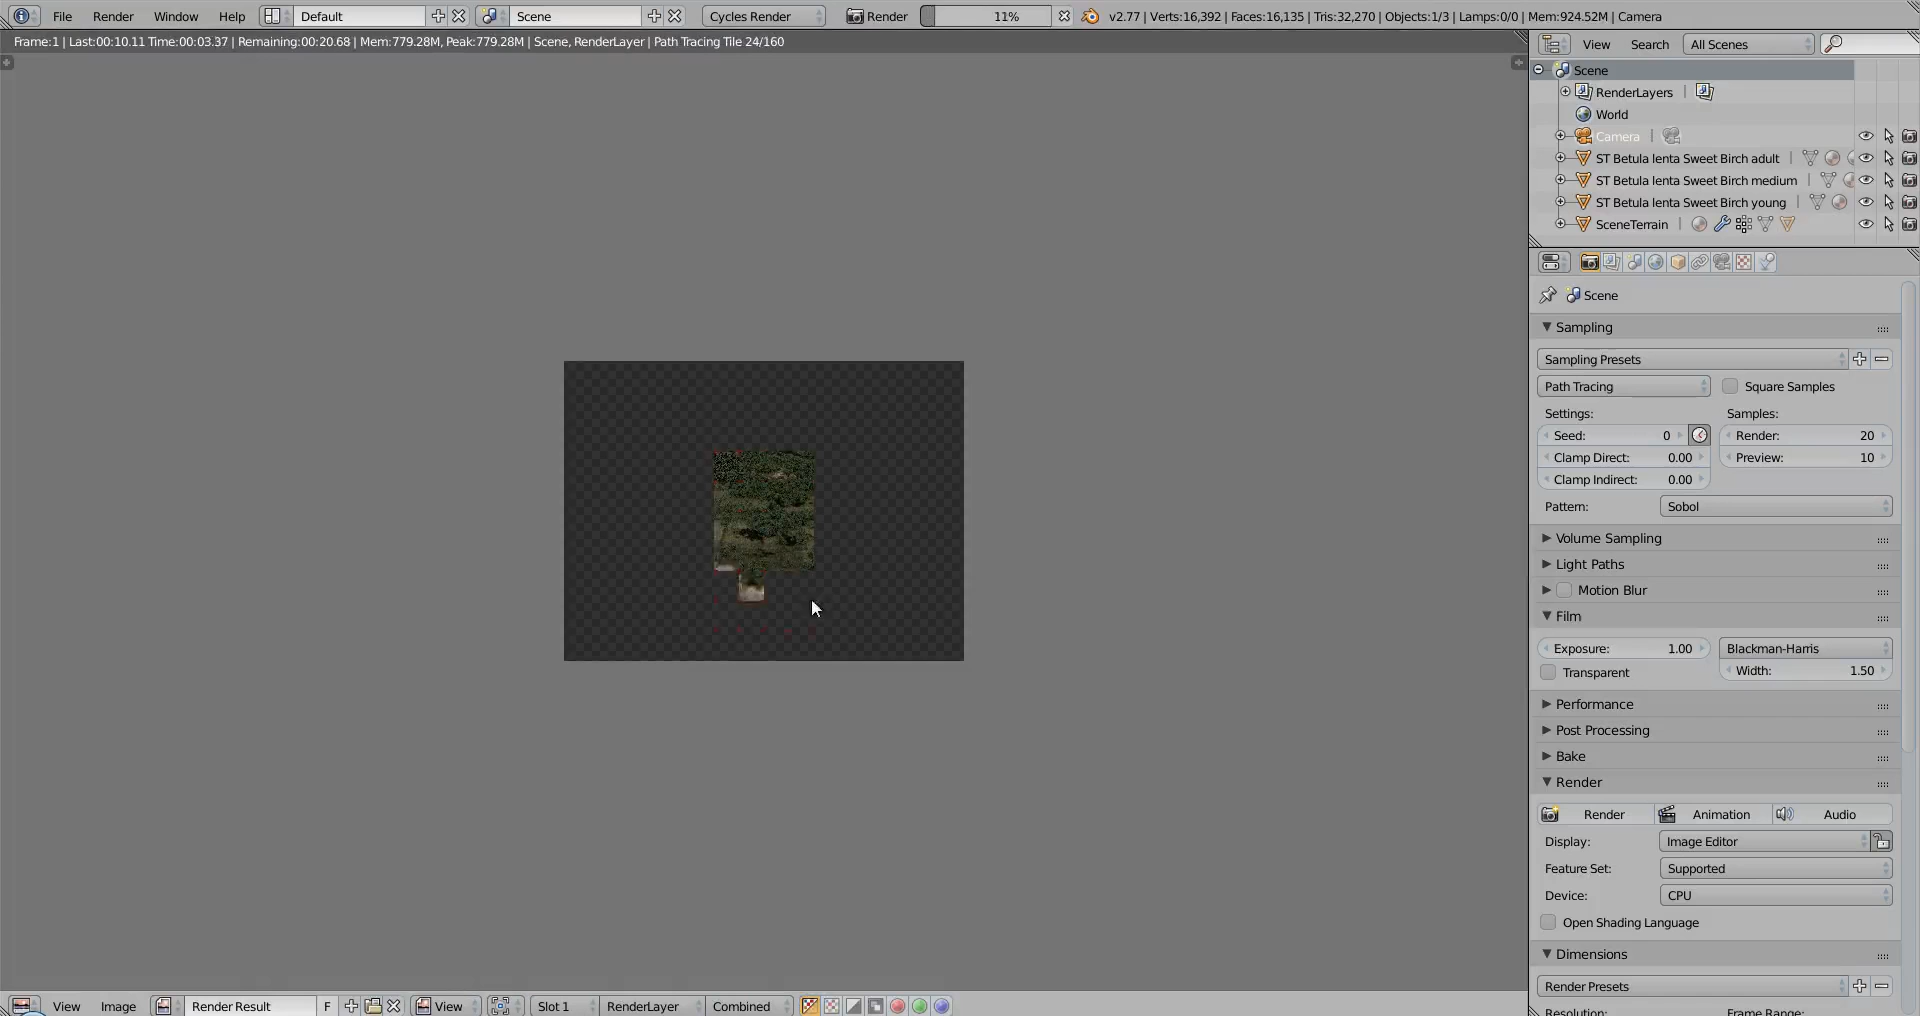 File Render Window Help Default Scene Cycles Render Render 11% v2.77 | Verts:16,392 | Faces:16,135 | Tris:32,270 | Objects:1/3 | Lamps:0/0 | Mem:924.52M | Camera
Frame:1 | Last:00:10.11 Time:00:03.37 | Remaining:00:20.68 | Mem:779.28M, Peak:779.28M | Scene, RenderLayer | Path Tracing Tile 24/160
View Search All Scenes
Scene
RenderLayers |
World
Camera |
ST Betula lenta Sweet Birch adult |
ST Betula lenta Sweet Birch medium |
ST Betula lenta Sweet Birch young |
SceneTerrain |
Scene
Sampling
Sampling Presets
Path Tracing Square Samples
Settings: Samples:
Seed: 0 Render: 20
Clamp Direct: 0.00 Preview: 10
Clamp Indirect: 0.00
Pattern: Sobol
Volume Sampling
Light Paths
Motion Blur
Film
Exposure: 1.00 Blackman-Harris
Transparent Width: 1.50
Performance
Post Processing
Bake
Render
Render Animation Audio
Display: Image Editor
Feature Set: Supported
Device: CPU
Open Shading Language
Dimensions
Render Presets
Resolution: Frame Range:
View Image Render Result F View Slot 1 RenderLayer Combined